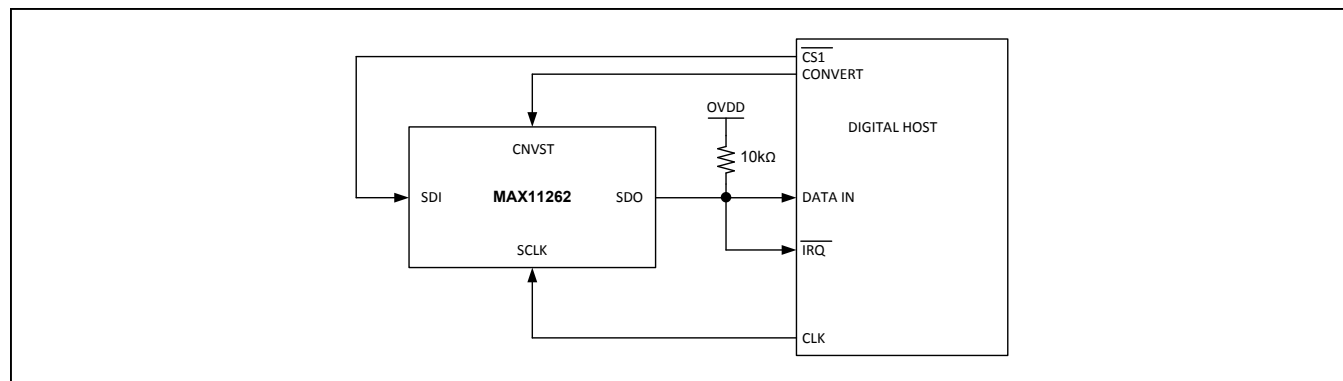 CS1
CONVERT
OVDD
DIGITAL HOST
CNVST
10kΩ
SDI
MAX11262
SDO
DATA IN
SCLK
IRQ
CLK